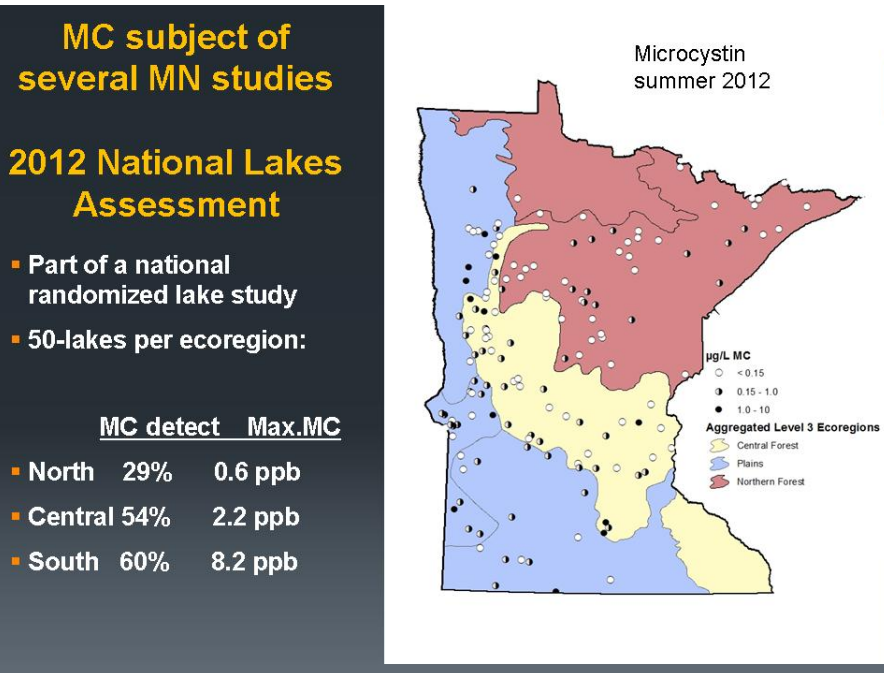 MC subject of
several MN studies
2012 National Lakes
Assessment
Part of a national
randomized lake study
50-lakes per ecoregion:
MC detect Max.MC
North 29% 0.6 ppb
Central 54% 2.2 ppb
South 60% 8.2 ppb
Microcystin
summer 2012
µg/L MC
< 0.15
0.15 - 1.0
1.0 - 10
Aggregated Level 3 Ecoregions
Central Forest
Plains
Northern Forest